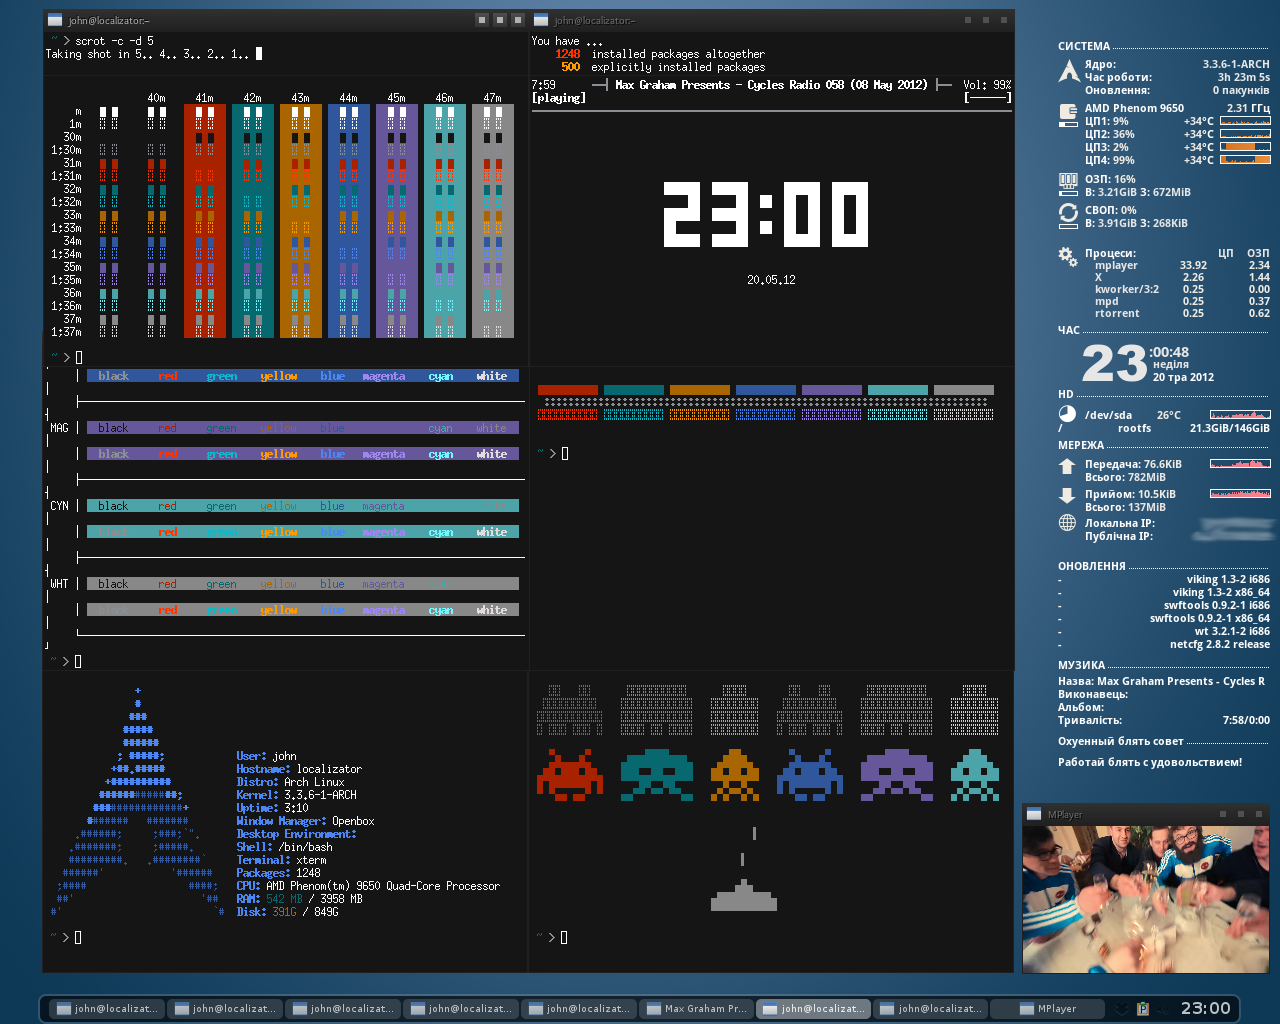 john@localizator:~
~ > scrot -c -d 5
Taking shot in 5.. 4.. 3.. 2.. 1..
40m 41m 42m 43m 44m 45m 46m 47m
m
1m
30m
1;30m
31m
1;31m
32m
1;32m
33m
1;33m
34m
1;34m
35m
1;35m
36m
1;36m
37m
1;37m
~ >
john@localizator:~
You have ...
1248 installed packages altogether
500 explicitly installed packages
7:59 Max Graham Presents - Cycles Radio 058 (08 May 2012) Vol: 99%
[playing]
23:00
20.05.12
black red green yellow blue magenta cyan white
MAG black red green yellow blue cyan white
black red green yellow blue magenta cyan white
CYN black red green yellow blue magenta
black red green yellow blue magenta cyan white
WHT black red green yellow blue magenta
black red green yellow blue magenta cyan white
~ >
~ >
User: john
Hostname: localizator
Distro: Arch Linux
Kernel: 3.3.6-1-ARCH
Uptime: 3:10
Window Manager: Openbox
Desktop Environment:
Shell: /bin/bash
Terminal: xterm
Packages: 1248
CPU: AMD Phenom(tm) 9650 Quad-Core Processor
RAM: 542 MB / 3958 MB
Disk: 391G / 849G
~ >
~ >
СИСТЕМА
Ядро: 3.3.6-1-ARCH
Час роботи: 3h 23m 5s
Оновлення: 0 пакунків
AMD Phenom 9650 2.31 ГГц
ЦП1: 9% +34°C
ЦП2: 36% +34°C
ЦП3: 2% +34°C
ЦП4: 99% +34°C
ОЗП: 16%
В: 3.21GiB З: 672MiB
СВОП: 0%
В: 3.91GiB З: 268KiB
Процеси: ЦП ОЗП
mplayer 33.92 2.34
X 2.26 1.44
kworker/3:2 0.25 0.00
mpd 0.25 0.37
rtorrent 0.25 0.62
ЧАС
23 :00:48
неділя
20 тра 2012
HD
/dev/sda 26°C
/ rootfs 21.3GiB/146GiB
МЕРЕЖА
Передача: 76.6KiB
Всього: 782MiB
Прийом: 10.5KiB
Всього: 137MiB
Локальна IP:
Публічна IP:
ОНОВЛЕННЯ
- viking 1.3-2 i686
- viking 1.3-2 x86_64
- swftools 0.9.2-1 i686
- swftools 0.9.2-1 x86_64
- wt 3.2.1-2 i686
- netcfg 2.8.2 release
МУЗИКА
Назва: Max Graham Presents - Cycles R
Виконавець:
Альбом:
Тривалість: 7:58/0:00
Охуенный блять совет
Работай блять с удовольствием!
MPlayer
john@localizat...
john@localizat...
john@localizat...
john@localizat...
john@localizat...
Max Graham Pr...
john@localizat...
john@localizat...
MPlayer
23:00